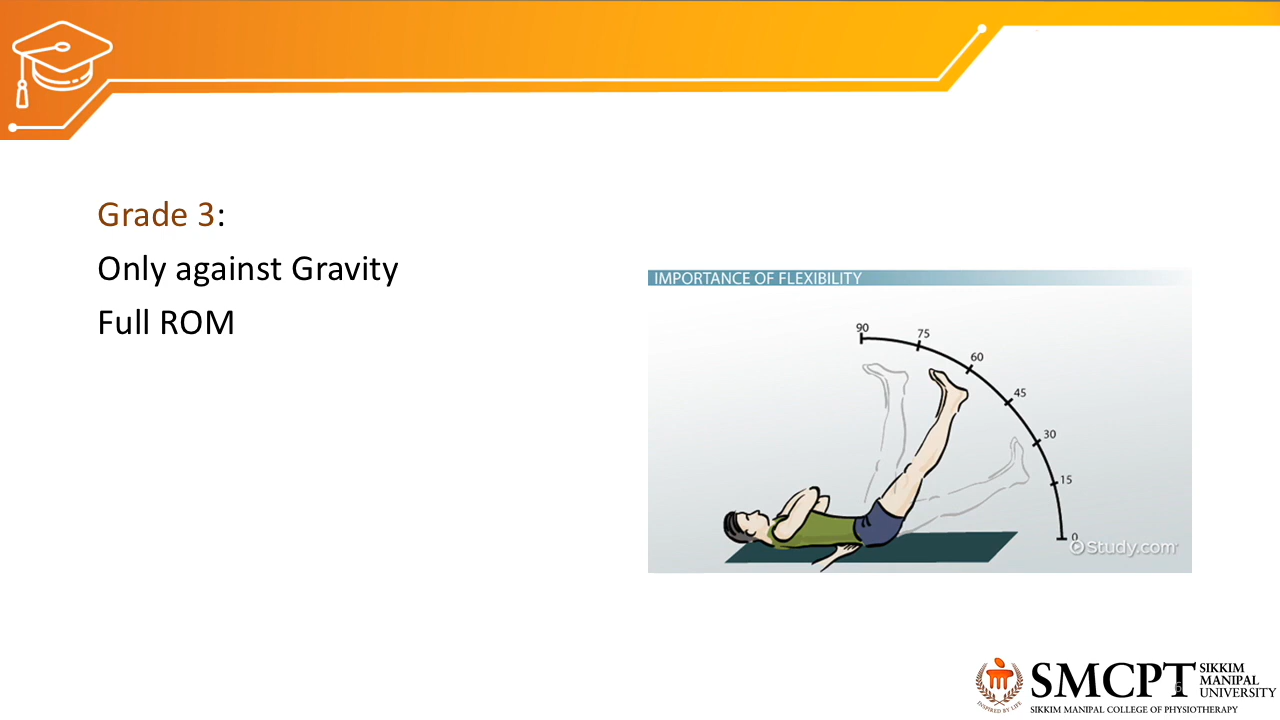 Grade 3:
Only against Gravity
Full ROM
IMPORTANCE OF FLEXIBILITY
90
75
60
45
30
15
0
Study.com
INSPIRED BY LIFE
SMCPT
SIKKIM
MANIPAL
UNIVERSITY
SIKKIM MANIPAL COLLEGE OF PHYSIOTHERAPY
6